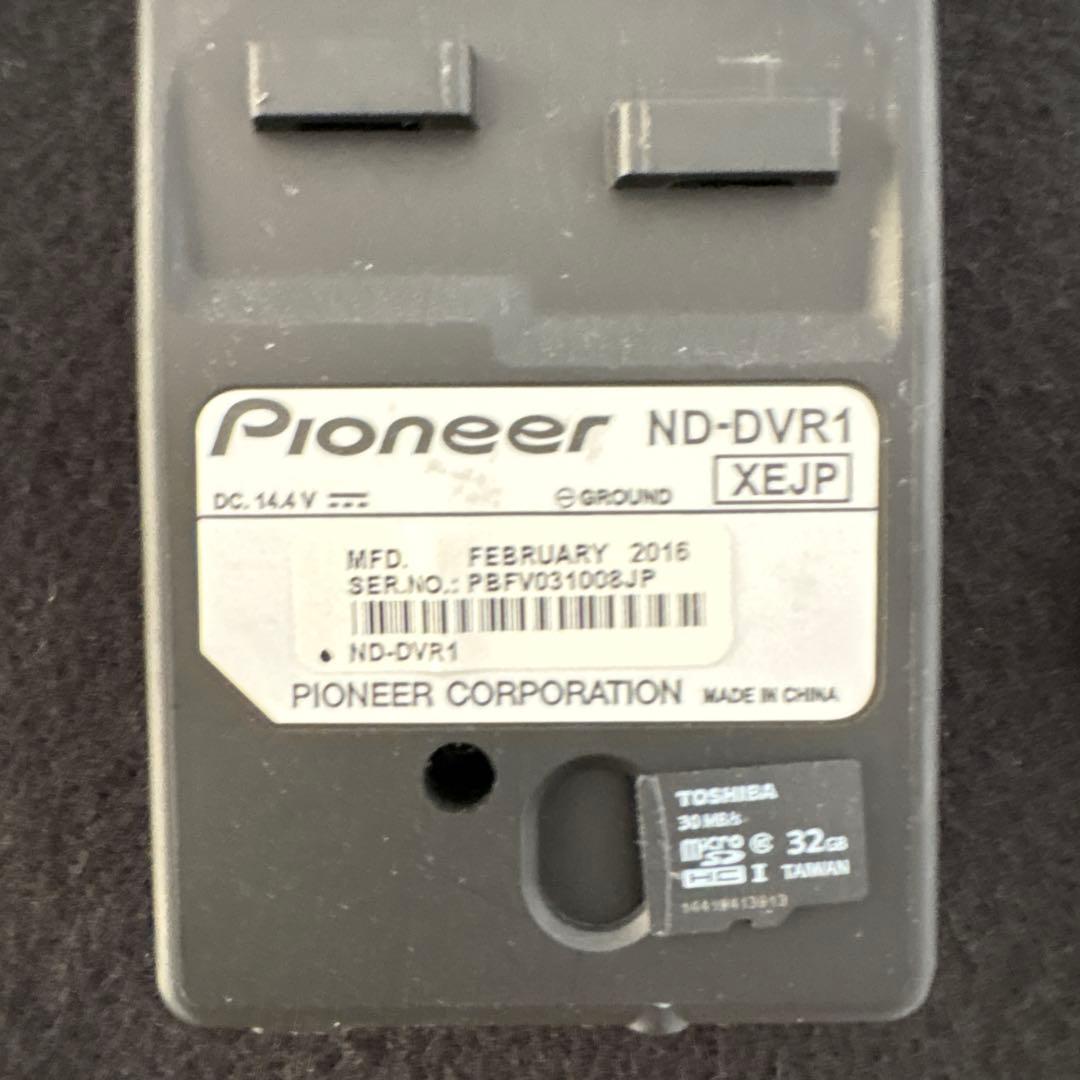 Pioneer ND-DVR1
XEJP
DC. 14.4 V GROUND
MFD. FEBRUARY 2016
SER.NO.: PBFV031008JP
ND-DVR1
PIONEER CORPORATION MADE IN CHINA
TOSHIBA
30MB/s
micro SD 32GB
HC I TAIWAN